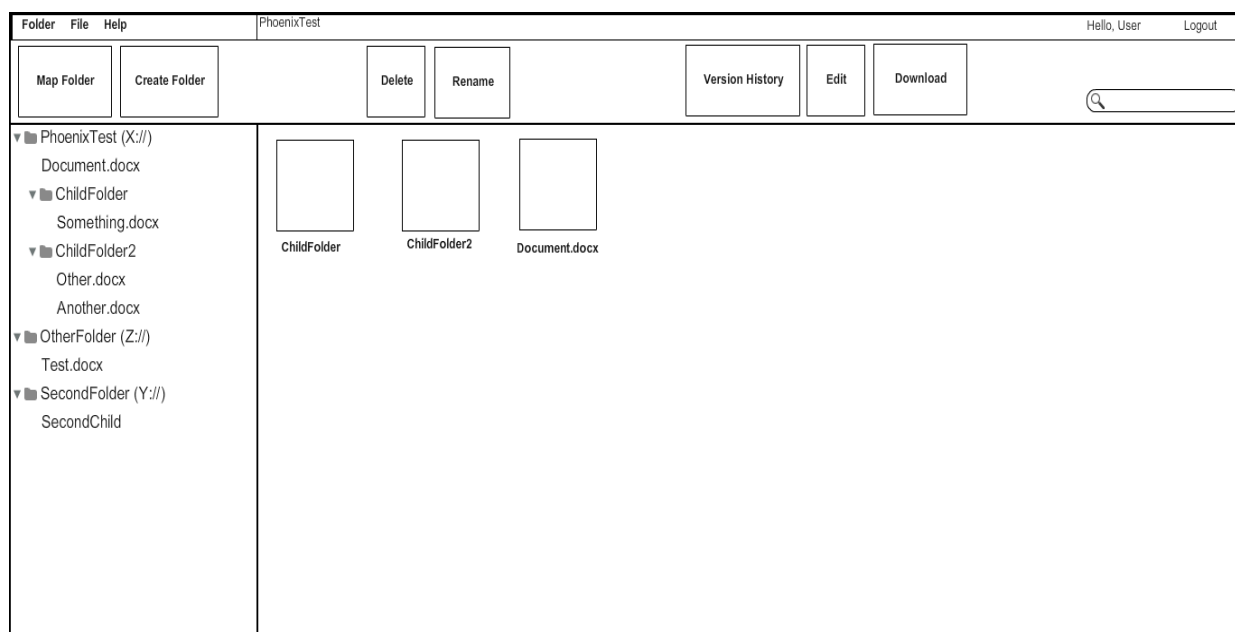 Folder File Help PhoenixTest Hello, User Logout
Map Folder Create Folder Delete Rename Version History Edit Download
PhoenixTest (X://)
Document.docx
ChildFolder
Something.docx
ChildFolder2
Other.docx
Another.docx
OtherFolder (Z://)
Test.docx
SecondFolder (Y://)
SecondChild
ChildFolder ChildFolder2 Document.docx